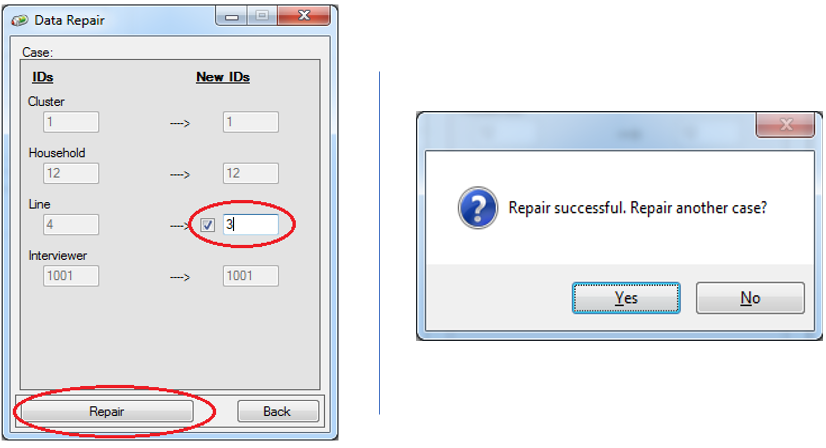 Data Repair
Case:
IDs New IDs
Cluster
1 ----> 1
Household
12 ----> 12
Line
4 ----> 3
Interviewer
1001 ----> 1001
Repair Back
Repair successful. Repair another case?
Yes No